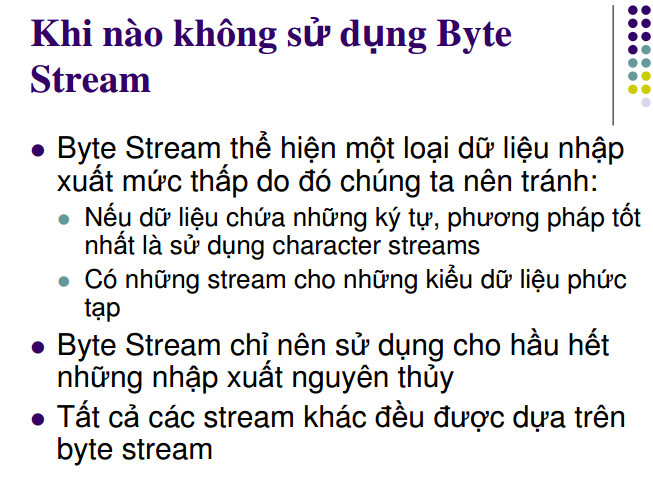 Khi nào không sử dụng Byte
Stream
Byte Stream thể hiện một loại dữ liệu nhập
xuất mức thấp do đó chúng ta nên tránh:
Nếu dữ liệu chứa những ký tự, phương pháp tốt
nhất là sử dụng character streams
Có những stream cho những kiểu dữ liệu phức
tạp
Byte Stream chỉ nên sử dụng cho hầu hết
những nhập xuất nguyên thủy
Tất cả các stream khác đều được dựa trên
byte stream